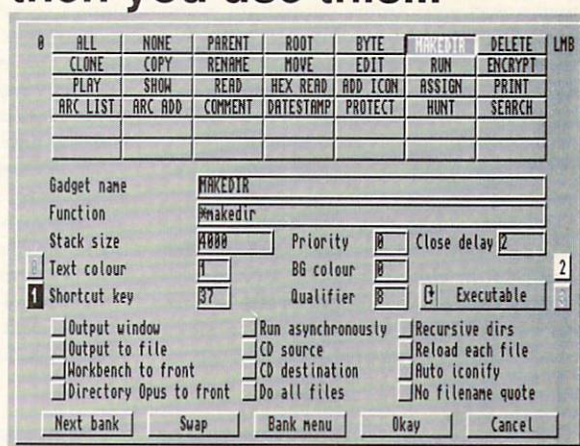 then you use this...
0 ALL NONE PARENT ROOT BYTE MAKEDIR DELETE LMB
CLONE COPY RENAME MOVE EDIT RUN ENCRYPT
PLAY SHOW READ HEX READ ADD ICON ASSIGN PRINT
ARC LIST ARC ADD COMMENT DATESTAMP PROTECT HUNT SEARCH
Gadget name MAKEDIR
Function *makedir
Stack size 4000 Priority 0 Close delay 2
0 Text colour 1 BG colour 0 2
1 Shortcut key 37 Qualifier 8 Executable 3
Output window Run asynchronously Recursive dirs
Output to file CD source Reload each file
Workbench to front CD destination Auto iconify
Directory Opus to front Do all files No filename quote
Next bank Swap Bank menu Okay Cancel